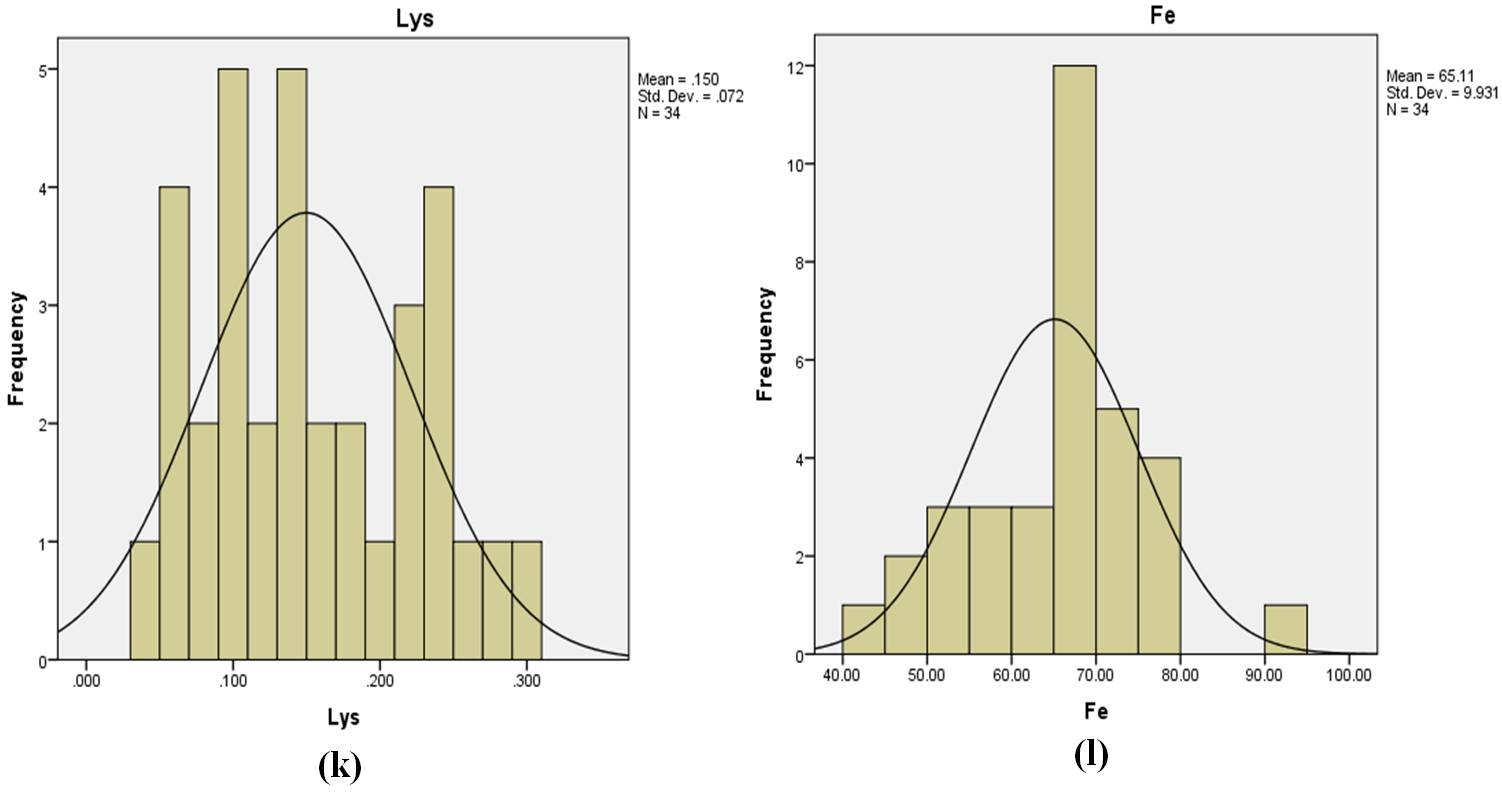 Lys
5
4
3
2
1
0
Frequency
.000 .100 .200 .300
Lys
Mean = .150
Std. Dev. = .072
N = 34
(k)
Fe
12
10
8
6
4
2
0
Frequency
40.00 50.00 60.00 70.00 80.00 90.00 100.00
Fe
Mean = 65.11
Std. Dev. = 9.931
N = 34
(l)